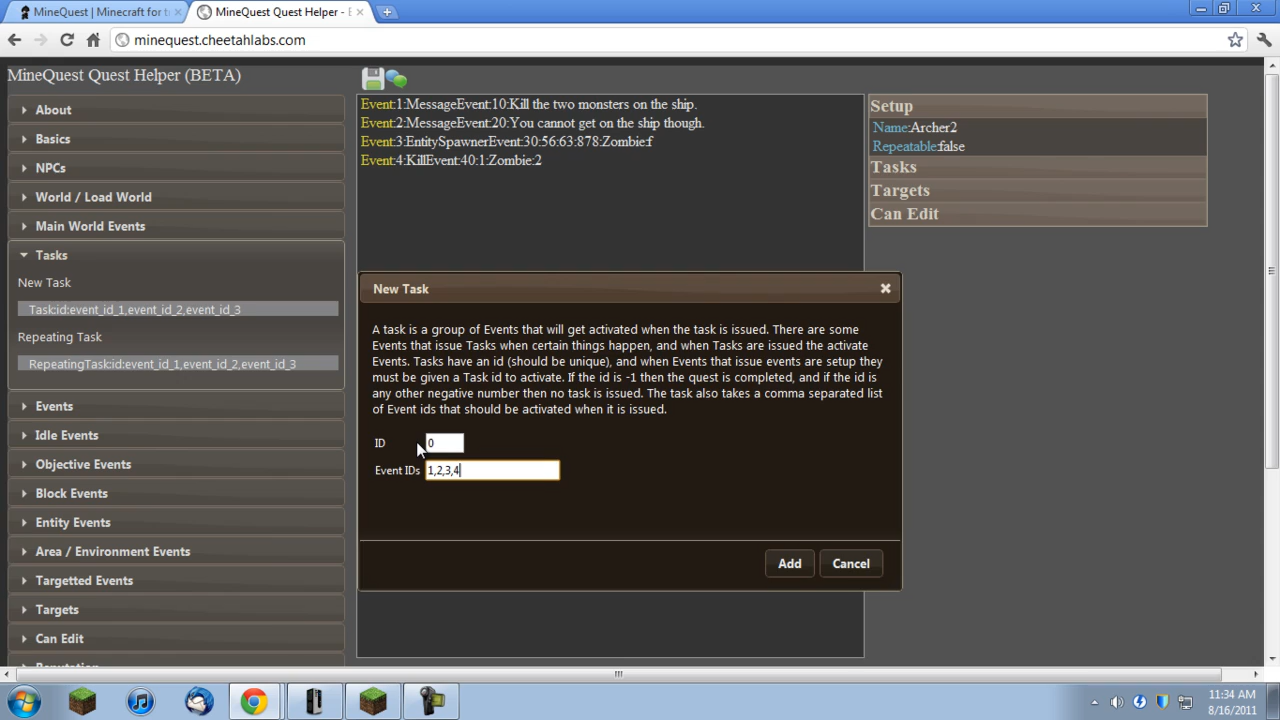 MineQuest | Minecraft for t
MineQuest Quest Helper - E
minequest.cheetahlabs.com
MineQuest Quest Helper (BETA)
About
Basics
NPCs
World / Load World
Main World Events
Tasks
New Task
Task:id:event_id_1,event_id_2,event_id_3
Repeating Task
RepeatingTask:id:event_id_1,event_id_2,event_id_3
Events
Idle Events
Objective Events
Block Events
Entity Events
Area / Environment Events
Targetted Events
Targets
Can Edit
Reputation
Event:1:MessageEvent:10:Kill the two monsters on the ship.
Event:2:MessageEvent:20:You cannot get on the ship though.
Event:3:EntitySpawnerEvent:30:56:63:878:Zombie:f
Event:4:KillEvent:40:1:Zombie:2
Setup
Name:Archer2
Repeatable:false
Tasks
Targets
Can Edit
New Task
A task is a group of Events that will get activated when the task is issued. There are some
Events that issue Tasks when certain things happen, and when Tasks are issued the activate
Events. Tasks have an id (should be unique), and when Events that issue events are setup they
must be given a Task id to activate. If the id is -1 then the quest is completed, and if the id is
any other negative number then no task is issued. The task also takes a comma separated list
of Event ids that should be activated when it is issued.
ID 0
Event IDs 1,2,3,4
Add Cancel
11:34 AM
8/16/2011